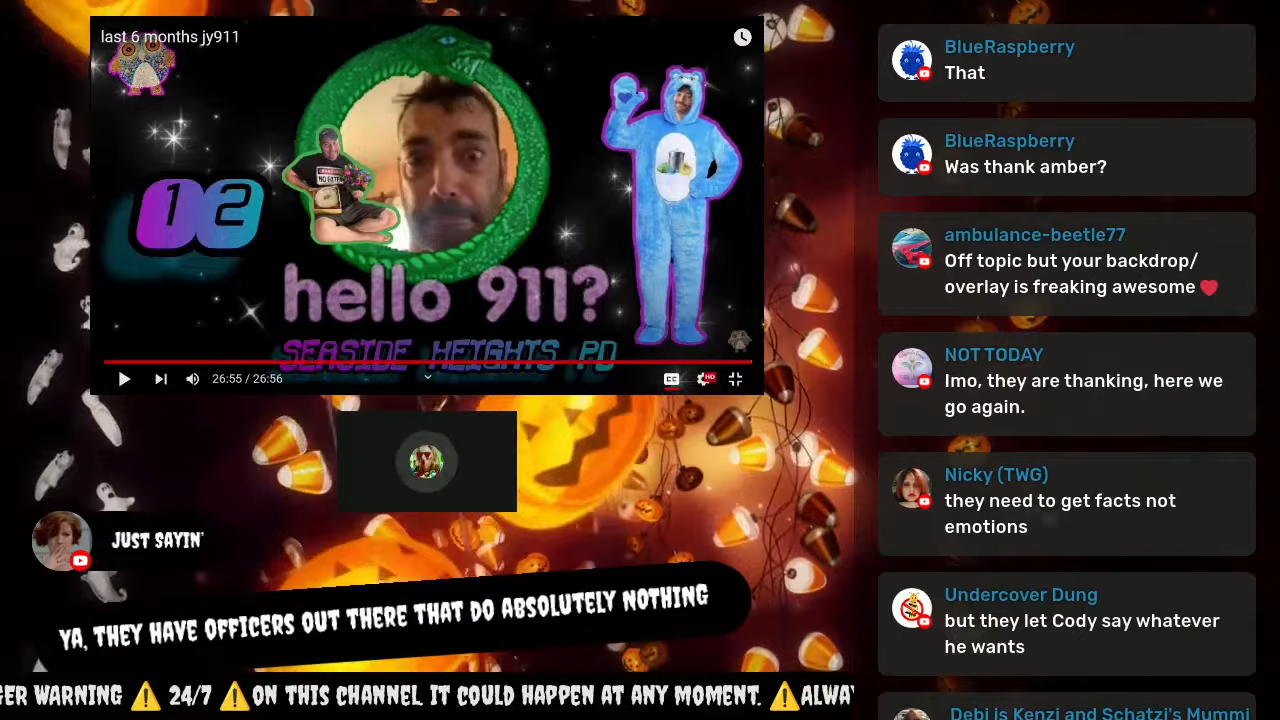 last 6 months jy911
12
hello 911?
SEASIDE HEIGHTS PD
26:55 / 26:56
CC
HD
JUST SAYIN'
YA, THEY HAVE OFFICERS OUT THERE THAT DO ABSOLUTELY NOTHING
GER WARNING ⚠️ 24/7 ⚠️ON THIS CHANNEL. IT COULD HAPPEN AT ANY MOMENT. ⚠️ALWA
BlueRaspberry
That
BlueRaspberry
Was thank amber?
ambulance-beetle77
Off topic but your backdrop/
overlay is freaking awesome ❤️
NOT TODAY
Imo, they are thanking, here we
go again.
Nicky (TWG)
they need to get facts not
emotions
Undercover Dung
but they let Cody say whatever
he wants
Debi is Kenzi and Schatzi's Mummi